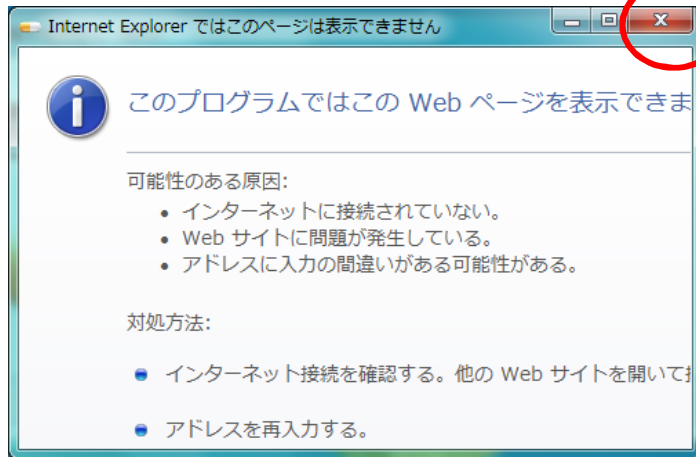 Internet Explorer ではこのページは表示できません
このプログラムではこの Web ページを表示できま
可能性のある原因:
• インターネットに接続されていない。
• Web サイトに問題が発生している。
• アドレスに入力の間違いがある可能性がある。
対処方法:
インターネット接続を確認する。他の Web サイトを開いて
アドレスを再入力する。